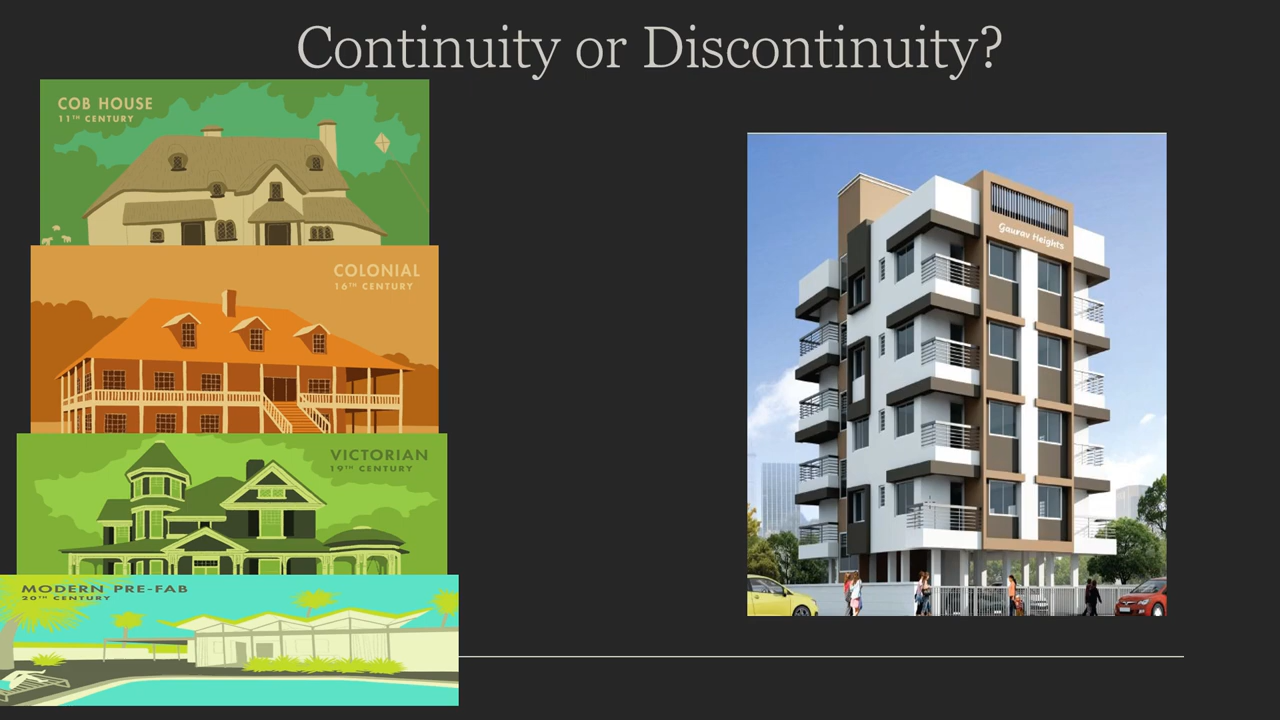 Continuity or Discontinuity?
COB HOUSE
11TH CENTURY
COLONIAL
16TH CENTURY
VICTORIAN
19TH CENTURY
MODERN PRE-FAB
20TH CENTURY
Gaurav Heights